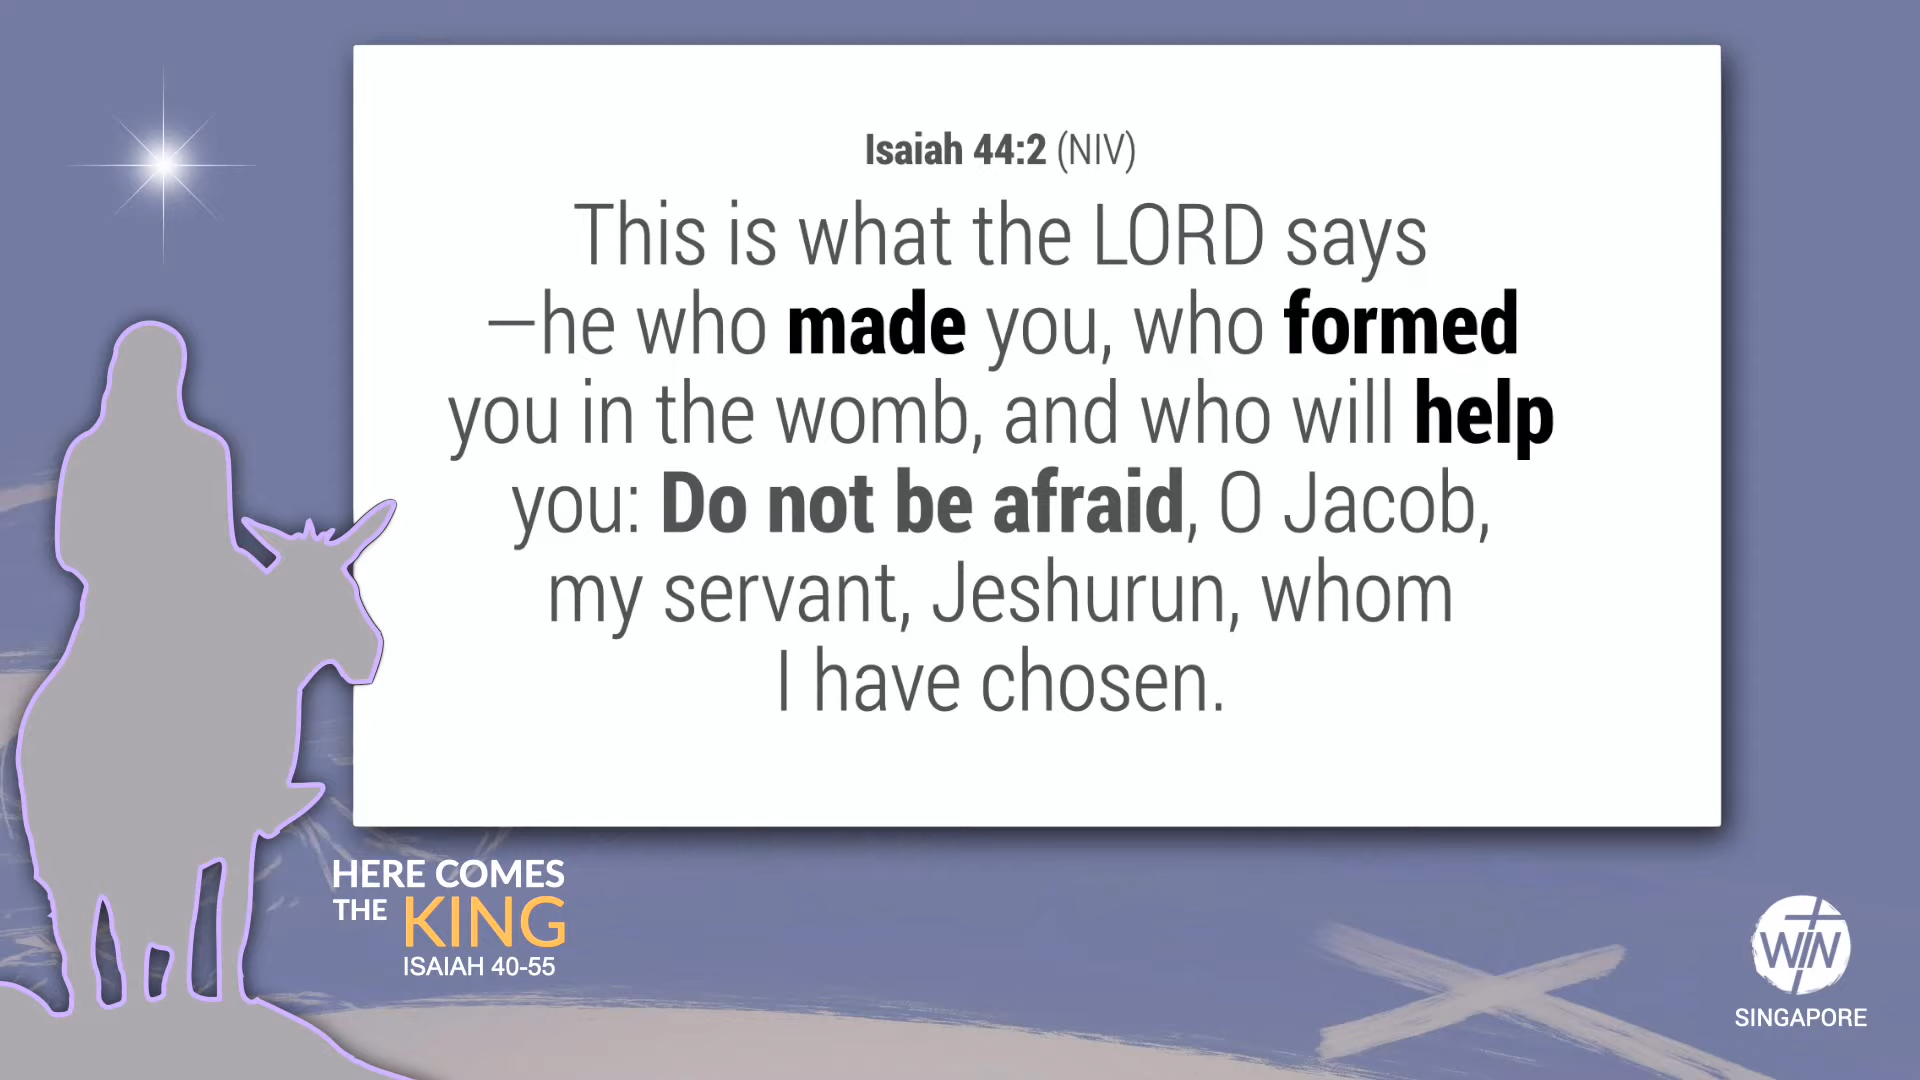 Isaiah 44:2 (NIV)
This is what the LORD says
—he who made you, who formed
you in the womb, and who will help
you: Do not be afraid, O Jacob,
my servant, Jeshurun, whom
I have chosen.
HERE COMES
THE KING
ISAIAH 40-55
WIN
SINGAPORE